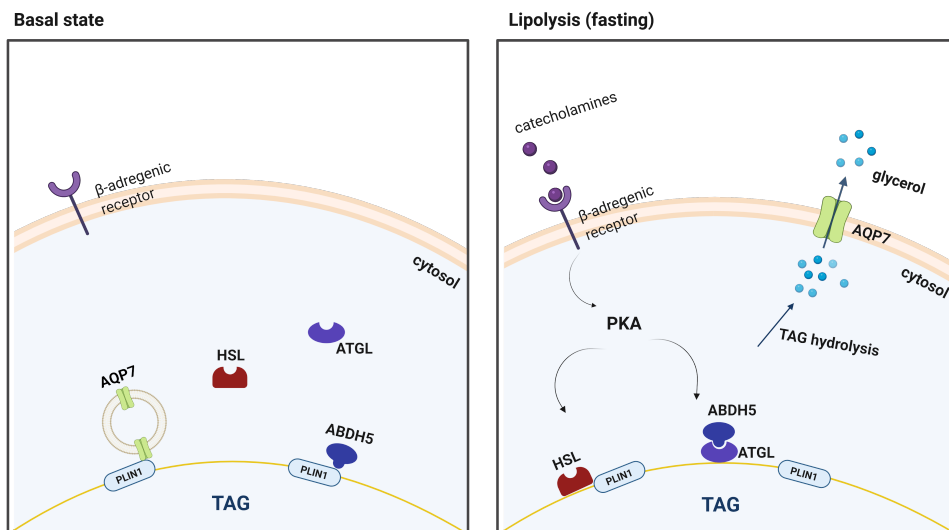 Basal state
β-adregenic
receptor
cytosol
ATGL
HSL
AQP7
ABDH5
PLIN1
PLIN1
TAG
Lipolysis (fasting)
catecholamines
β-adregenic
receptor
glycerol
AQP7
cytosol
PKA
TAG hydrolysis
ABDH5
ATGL
HSL
PLIN1
PLIN1
TAG